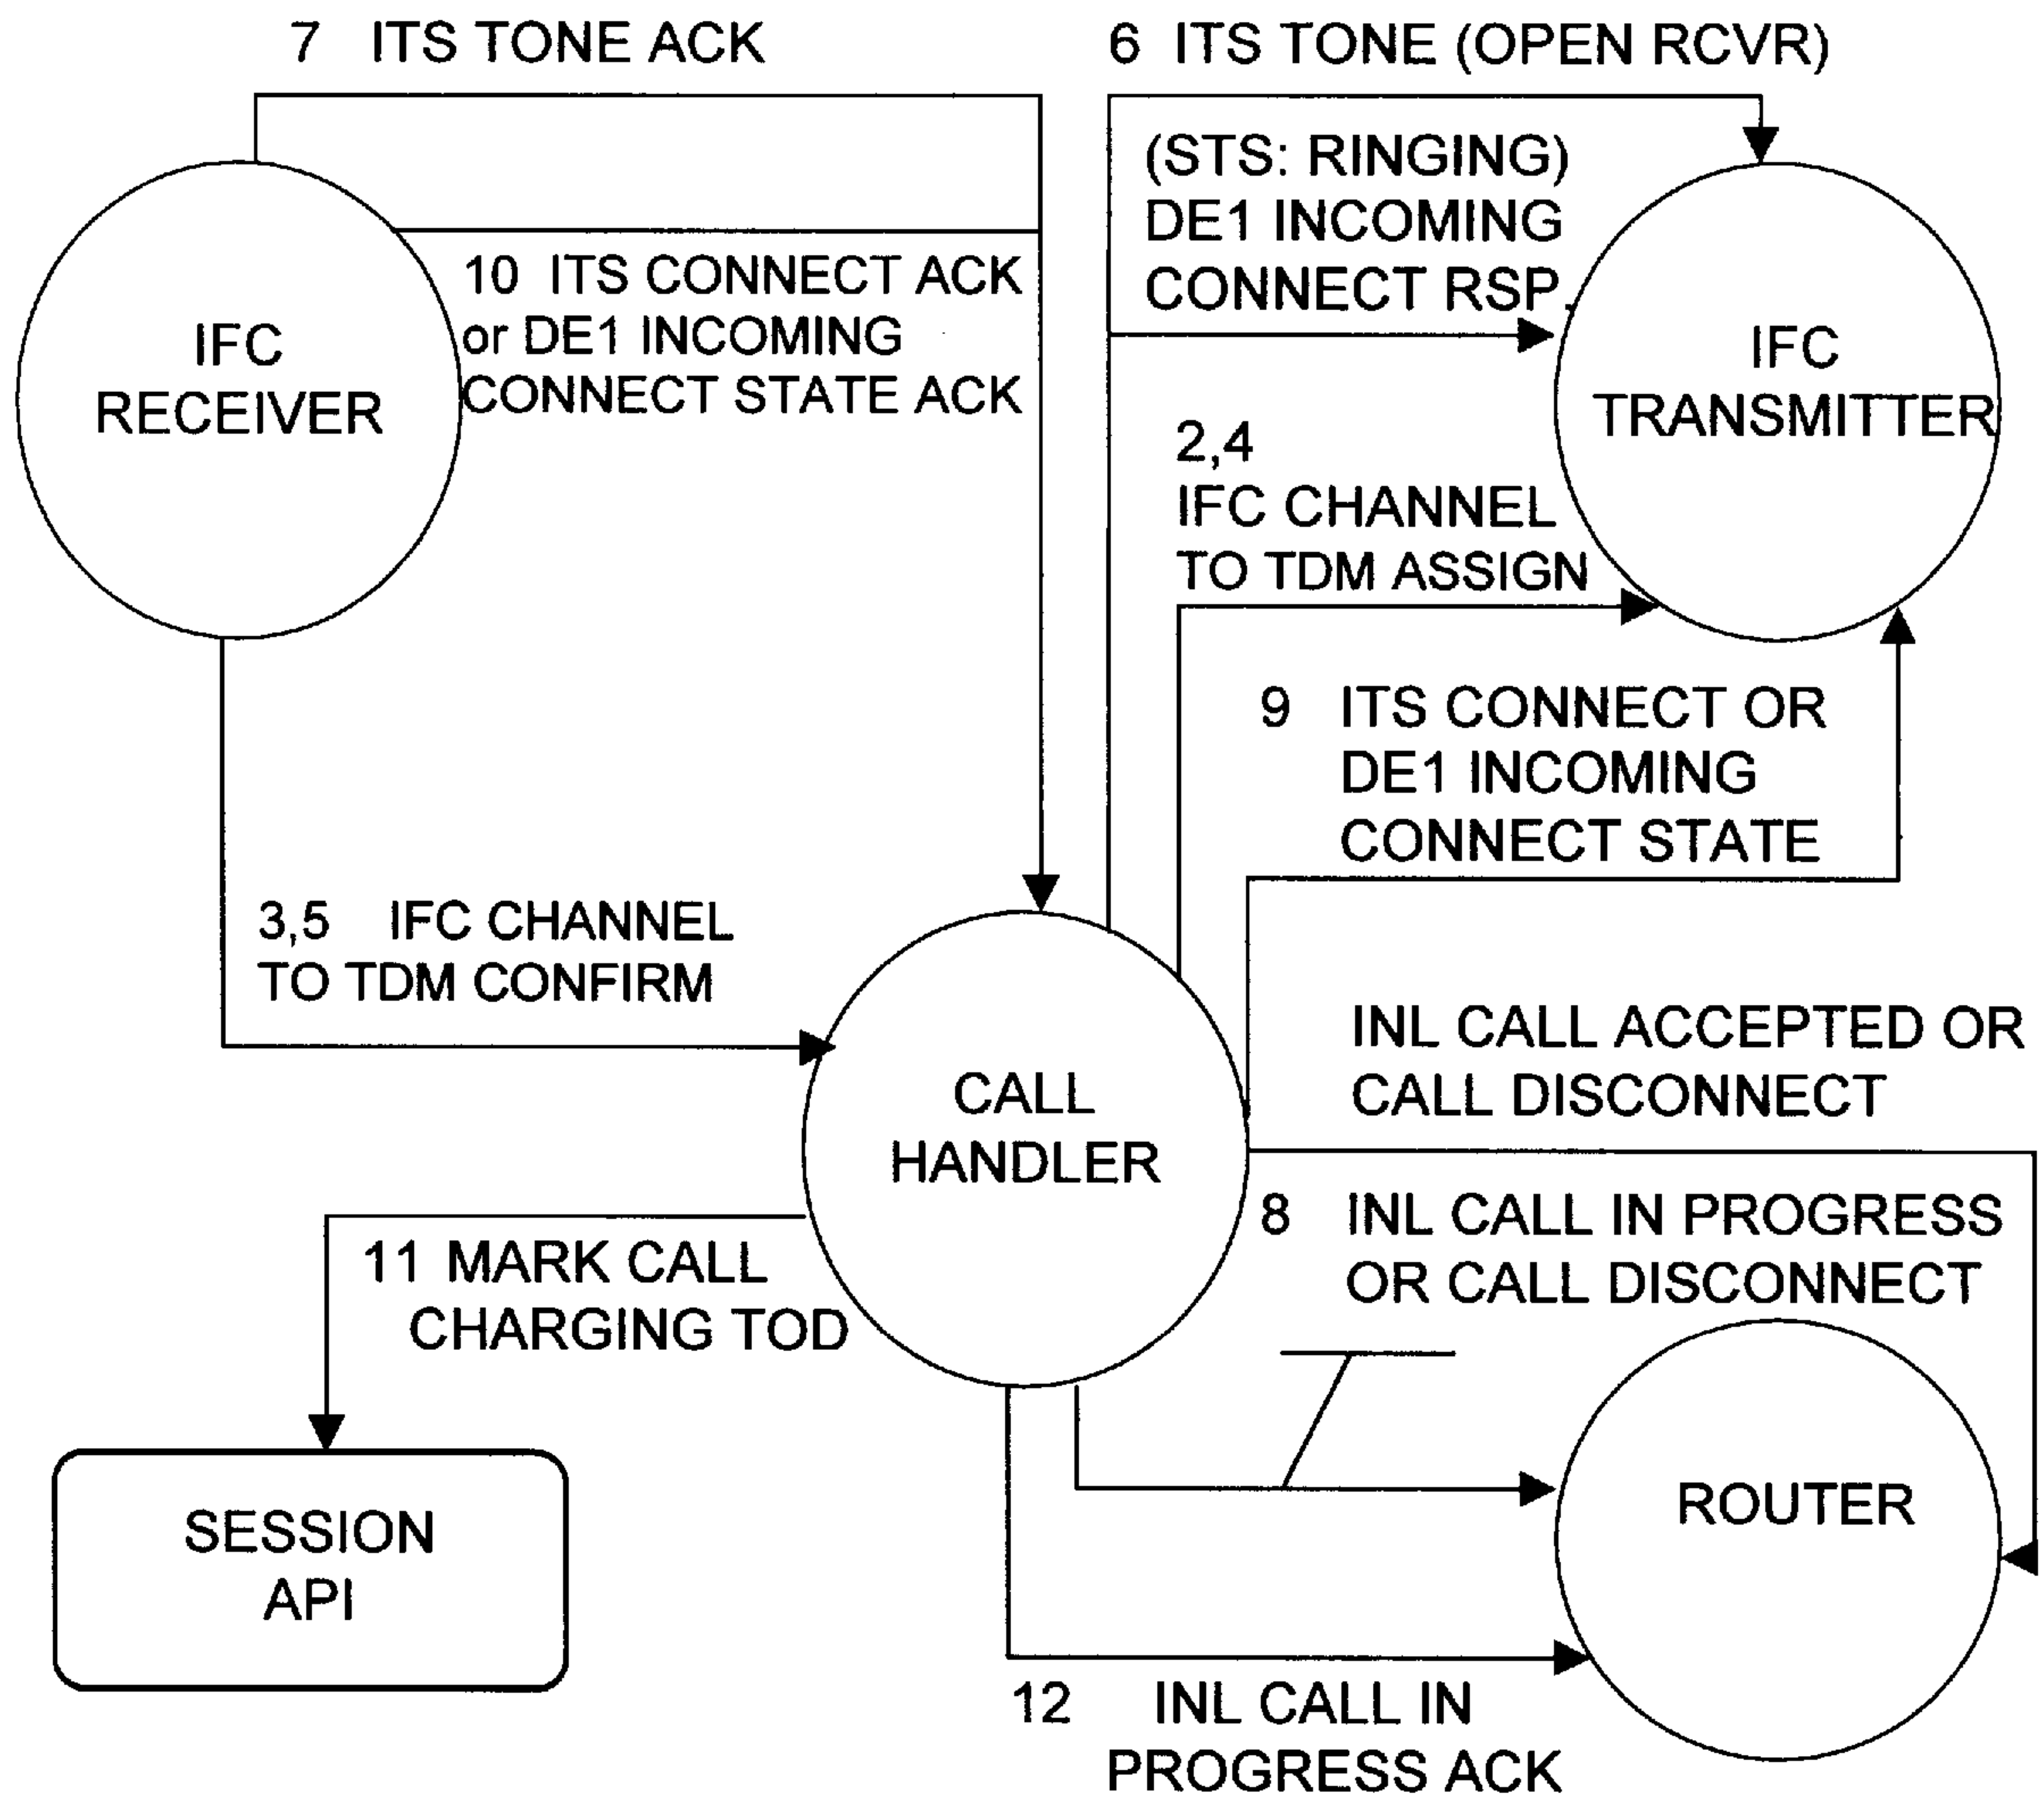 7 ITS TONE ACK
6 ITS TONE (OPEN RCVR)
(STS: RINGING)
DE1 INCOMING
CONNECT RSP.
10 ITS CONNECT ACK
or DE1 INCOMING
CONNECT STATE ACK
IFC
RECEIVER
IFC
TRANSMITTER
2,4
IFC CHANNEL
TO TDM ASSIGN
9 ITS CONNECT OR
DE1 INCOMING
CONNECT STATE
3,5 IFC CHANNEL
TO TDM CONFIRM
INL CALL ACCEPTED OR
CALL DISCONNECT
CALL
HANDLER
8 INL CALL IN PROGRESS
OR CALL DISCONNECT
11 MARK CALL
CHARGING TOD
SESSION
API
ROUTER
12 INL CALL IN
PROGRESS ACK